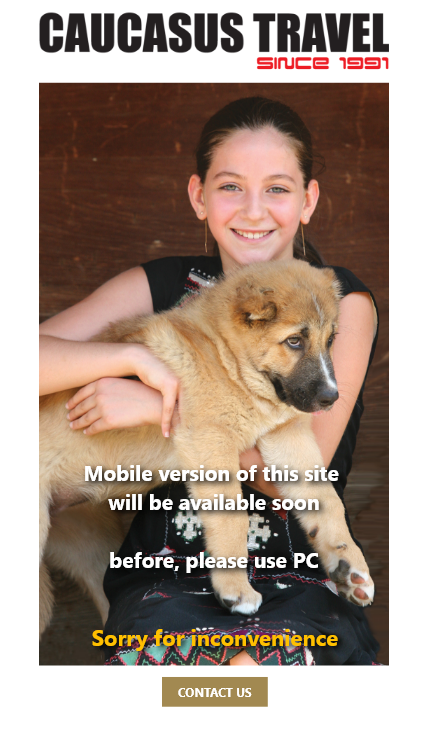 CAUCASUS TRAVEL
SINCE 1991
Mobile version of this site
will be available soon
before, please use PC
Sorry for inconvenience
CONTACT US